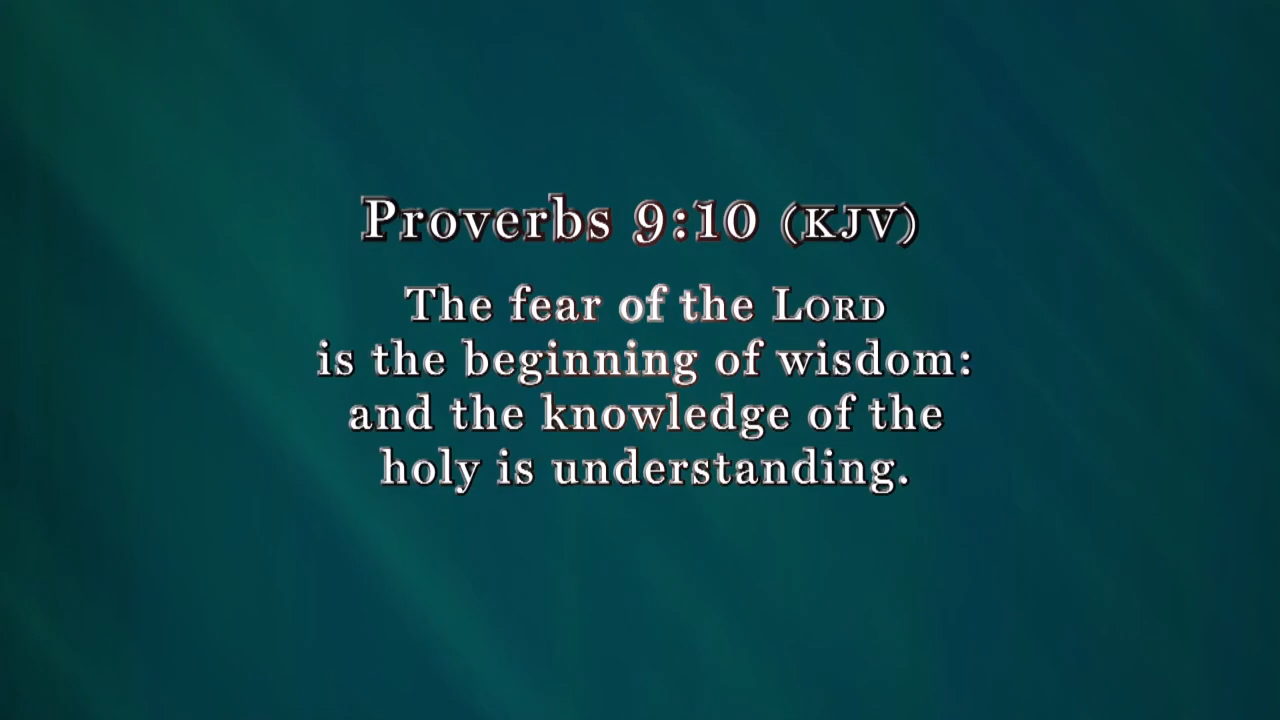 Proverbs 9:10 (KJV)
The fear of the LORD
is the beginning of wisdom:
and the knowledge of the
holy is understanding.